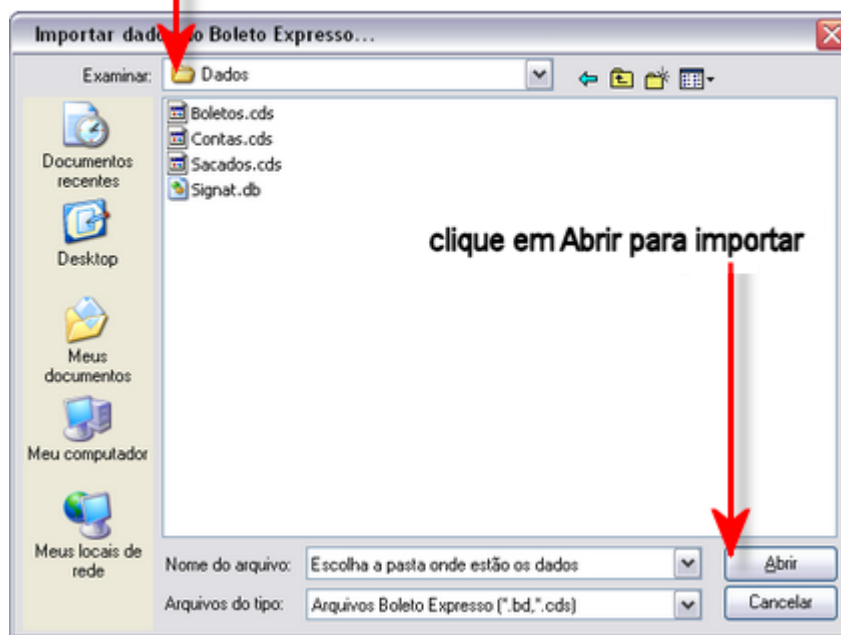 Importar dad o Boleto Expresso...
Examinar:
Dados
Documentos
recentes
Desktop
Meus
documentos
Meu computador
Meus locais de
rede
Boletos.cds
Contas.cds
Sacados.cds
Signat.db
clique em Abrir para importar
Nome do arquivo:
Escolha a pasta onde estão os dados
Abrir
Arquivos do tipo:
Arquivos Boleto Expresso (*.bd,*.cds)
Cancelar